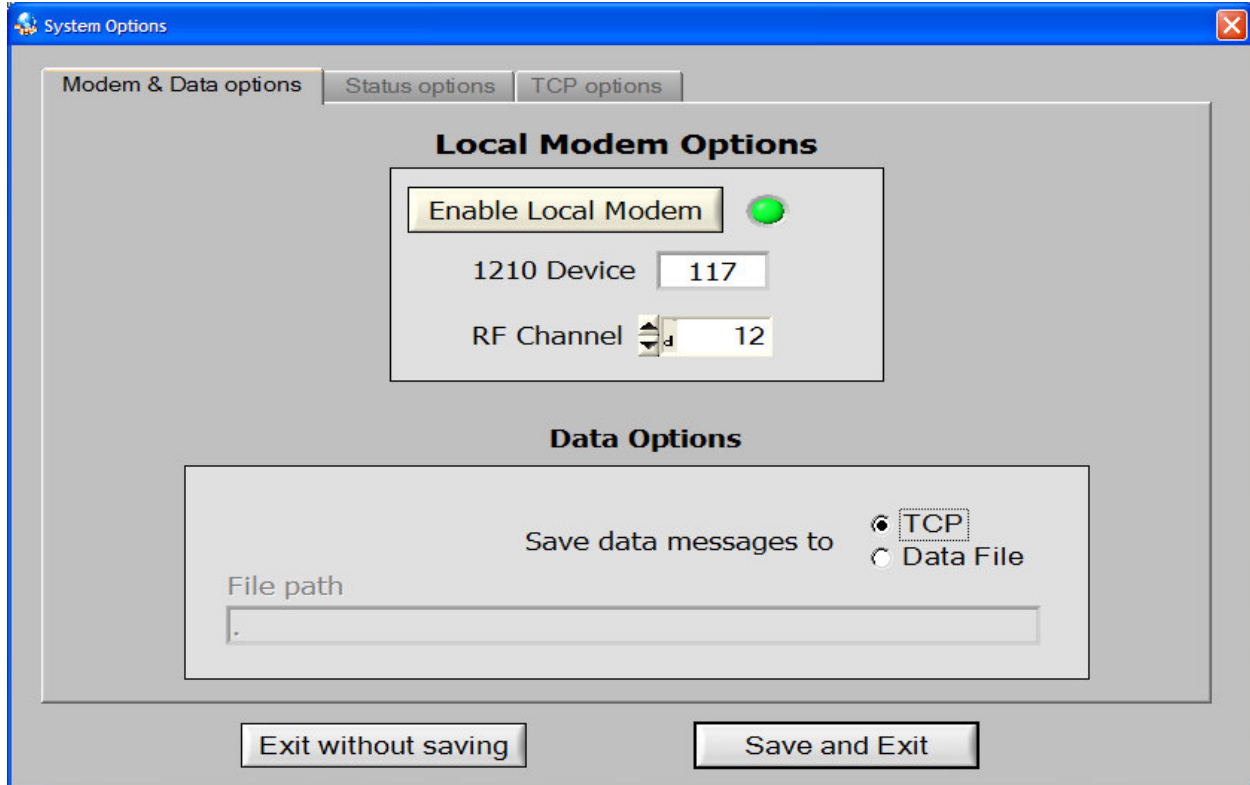 System Options
Modem & Data options
Status options
TCP options
Local Modem Options
Enable Local Modem
1210 Device 117
RF Channel d 12
Data Options
TCP
Save data messages to
Data File
File path
.
Exit without saving
Save and Exit